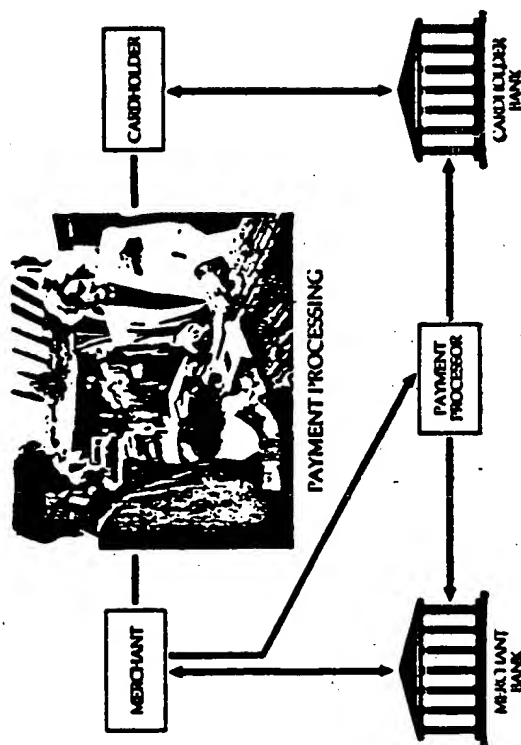 MERCHANT
CARDHOLDER
PAYMENT PROCESSING
PAYMENT
PROCESSOR
MERCHANT
BANK
CARDHOLDER
BANK